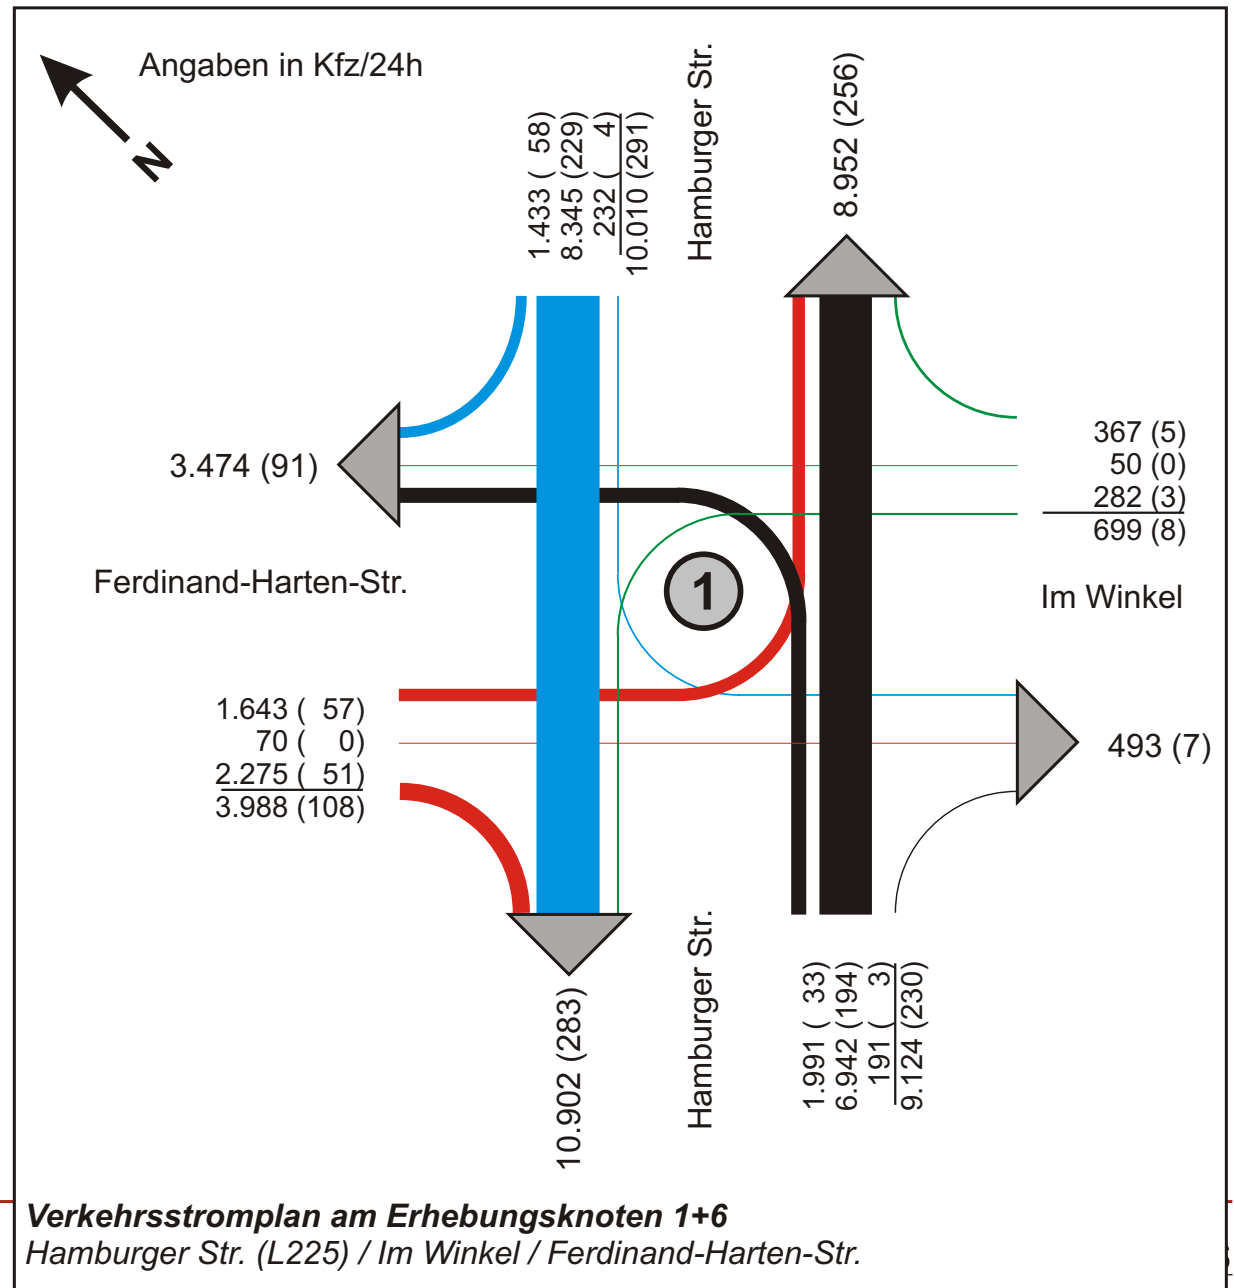 Angaben in Kfz/24h
N
1.433 ( 58)
8.345 (229)
232 ( 4)
10.010 (291)
Hamburger Str.
8.952 (256)
367 (5)
50 (0)
282 (3)
699 (8)
3.474 (91)
Ferdinand-Harten-Str.
1
Im Winkel
1.643 ( 57)
70 ( 0)
2.275 ( 51)
3.988 (108)
493 (7)
10.902 (283)
Hamburger Str.
1.991 ( 33)
6.942 (194)
191 ( 3)
9.124 (230)
Verkehrsstromplan am Erhebungsknoten 1+6
Hamburger Str. (L225) / Im Winkel / Ferdinand-Harten-Str.